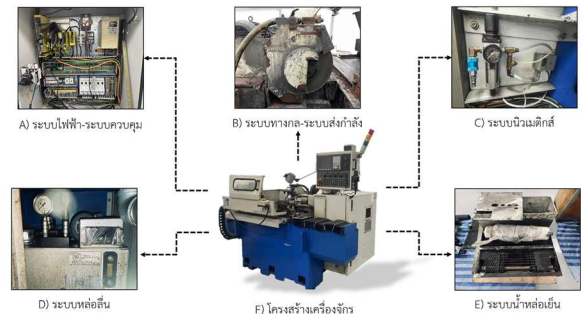 A) ระบบไฟฟ้า-ระบบควบคุม
B) ระบบทางกล-ระบบส่งกำลัง
C) ระบบนิวเมติกส์
D) ระบบหล่อลื่น
F) โครงสร้างเครื่องจักร
E) ระบบน้ำหล่อเย็น